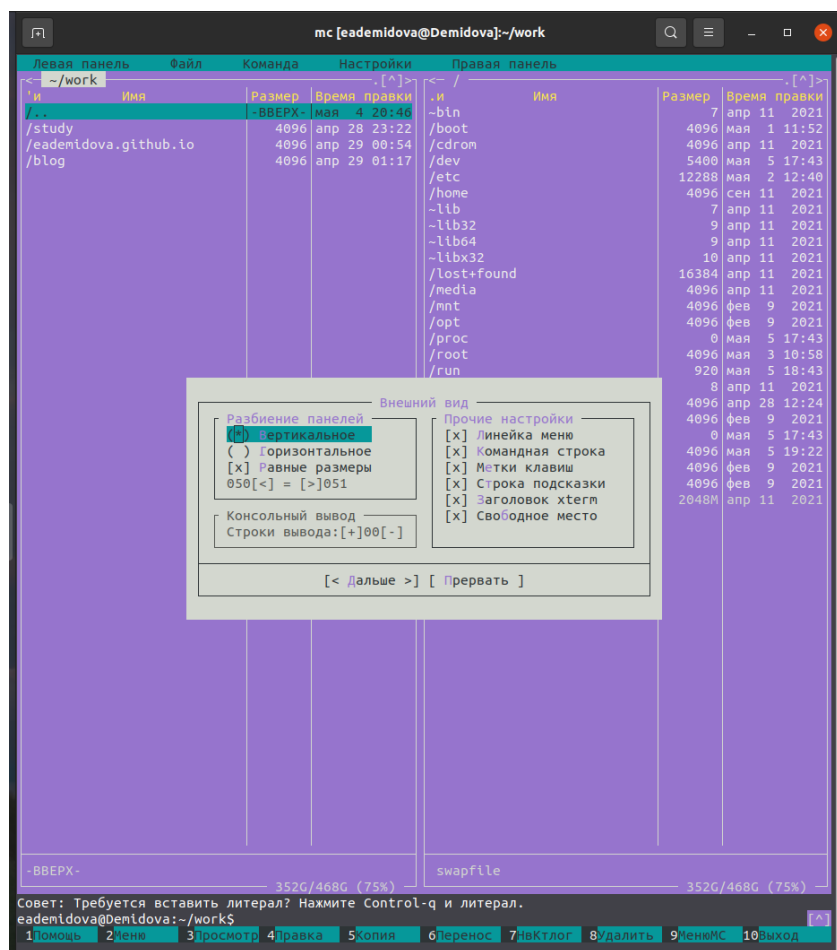 mc [eademidova@Demidova]:~/work
Левая панель Файл Команда Настройки Правая панель
<─ ~/work .[^]> <─ / .[^]>
'и Имя Размер Время правки .и Имя Размер Время правки
/.. -ВВЕРХ- мая 4 20:46 ~bin 7 апр 11 2021
/study 4096 апр 28 23:22 /boot 4096 мая 1 11:52
/eademidova.github.io 4096 апр 29 00:54 /cdrom 4096 апр 11 2021
/blog 4096 апр 29 01:17 /dev 5400 мая 5 17:43
/etc 12288 мая 2 12:40
/home 4096 сен 11 2021
~lib 7 апр 11 2021
~lib32 9 апр 11 2021
~lib64 9 апр 11 2021
~libx32 10 апр 11 2021
/lost+found 16384 апр 11 2021
/media 4096 апр 11 2021
/mnt 4096 фев 9 2021
/opt 4096 фев 9 2021
/proc 0 мая 5 17:43
/root 4096 мая 3 10:58
/run 920 мая 5 18:43
8 апр 11 2021
Внешний вид 4096 апр 28 12:24
Разбиение панелей Прочие настройки 4096 фев 9 2021
(*) Вертикальное [x] Линейка меню 0 мая 5 17:43
( ) Горизонтальное [x] Командная строка 4096 мая 5 19:22
[x] Равные размеры [x] Метки клавиш 4096 фев 9 2021
050[<] = [>]051 [x] Строка подсказки 4096 фев 9 2021
[x] Заголовок xterm 2048M апр 11 2021
Консольный вывод [x] Свободное место
Строки вывода:[+]00[-]
[< Дальше >] [ Прервать ]
-ВВЕРХ- swapfile
352G/468G (75%) 352G/468G (75%)
Совет: Требуется вставить литерал? Нажмите Control-q и литерал.
eademidova@Demidova:~/work$ [^]
1Помощь 2Меню 3Просмотр 4Правка 5Копия 6Перенос 7НвКтлог 8Удалить 9МенюМС 10Выход